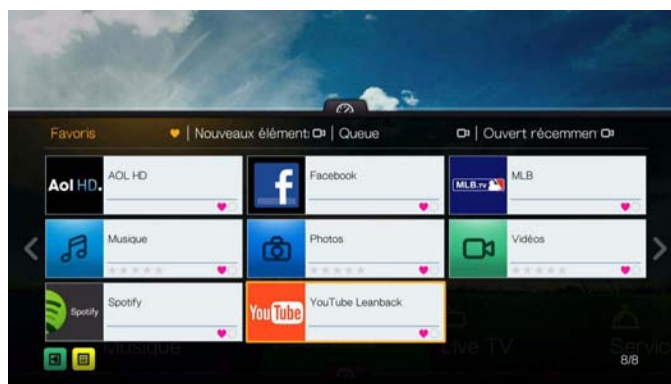 Favoris | Nouveaux élément: | Queue | Ouvert récemmen
Aol HD. AOL HD
Facebook
MLB.TV MLB
Musique
Photos
Vidéos
Spotify Spotify
YouTube YouTube Leanback
Musique Live TV Servic
8/8